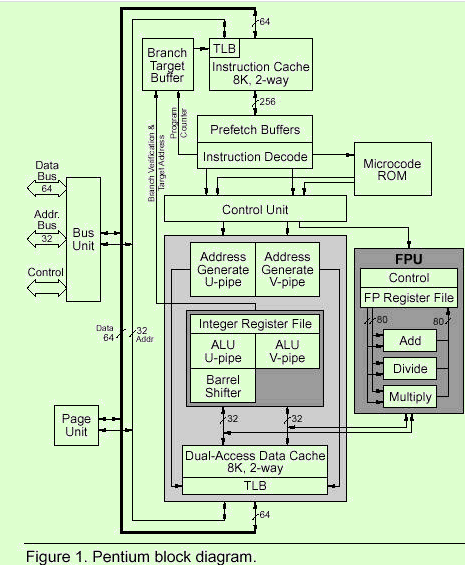 64
Branch
Target
Buffer
TLB
Instruction Cache
8K, 2-way
256
Branch Verification &
Target Address
Program
Counter
Prefetch Buffers
Instruction Decode
Microcode
ROM
Control Unit
Data
Bus
64
Addr.
Bus
32
Control
Bus
Unit
Address
Generate
U-pipe
Address
Generate
V-pipe
FPU
Control
FP Register File
80
80
Add
Divide
Multiply
Integer Register File
ALU
U-pipe
ALU
V-pipe
Barrel
Shifter
Data
64
32
Addr
32
32
Page
Unit
Dual-Access Data Cache
8K, 2-way
TLB
64
Figure 1. Pentium block diagram.